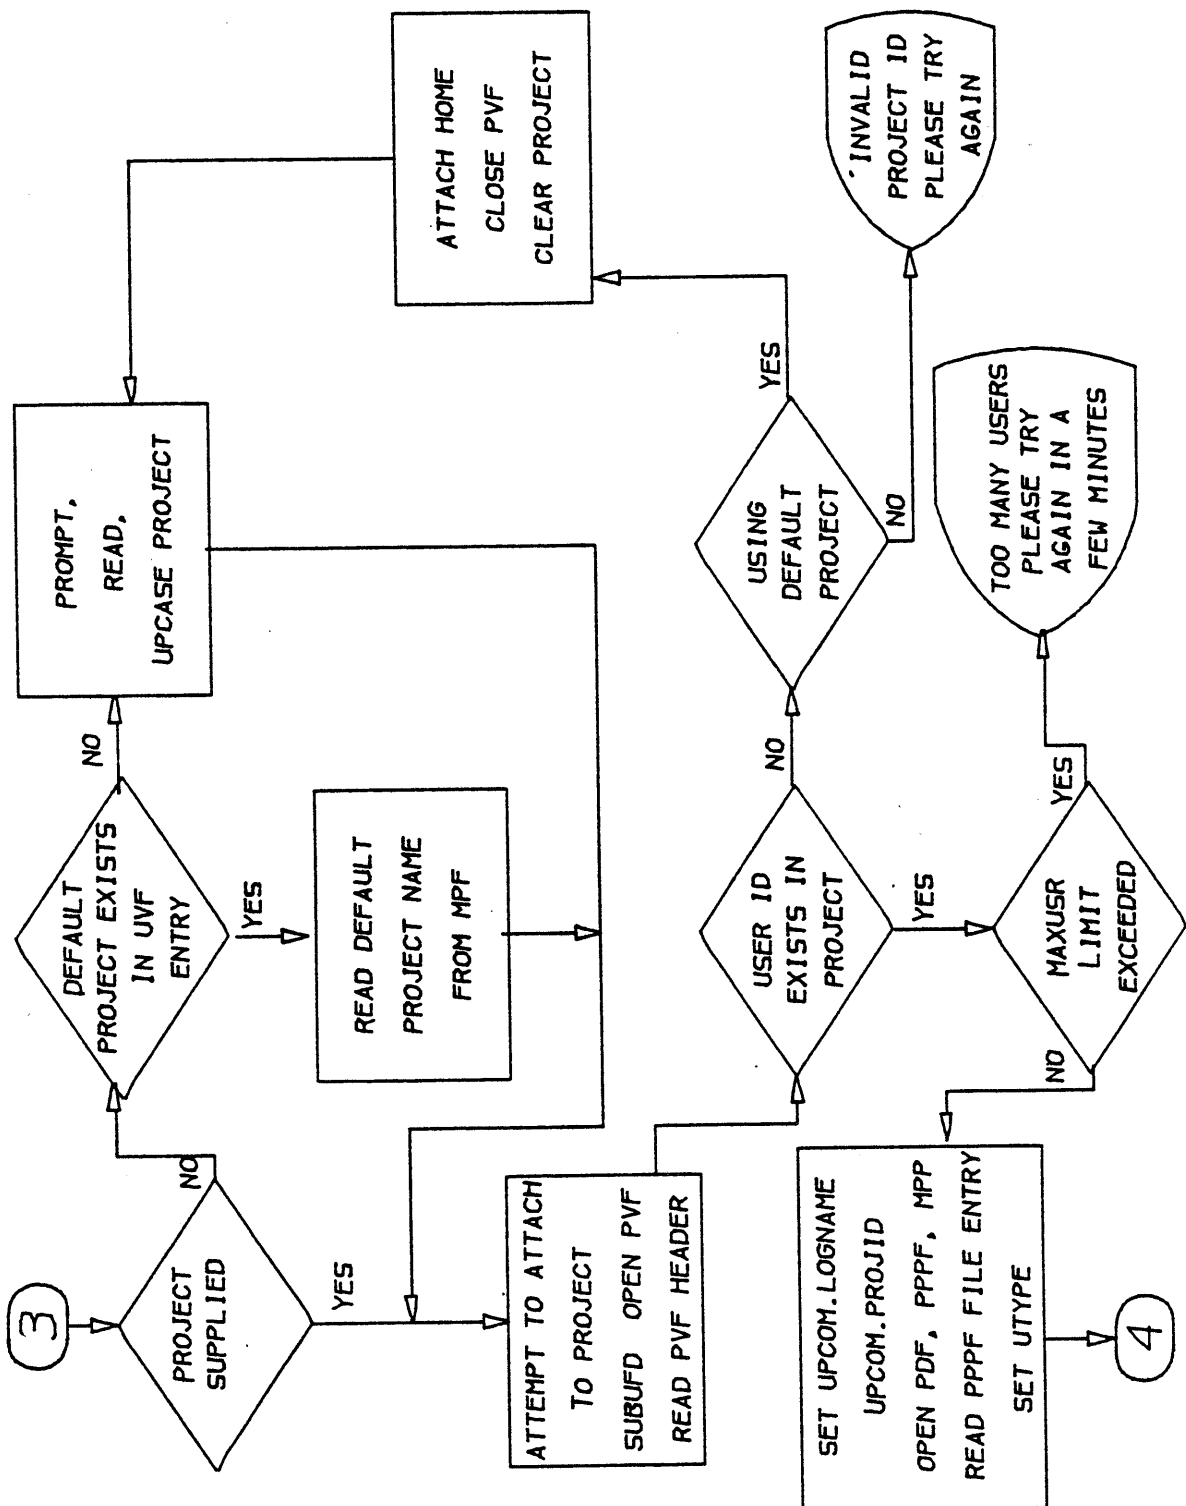 3
PROJECT
SUPPLIED
NO
YES
DEFAULT
PROJECT EXISTS
IN UVF
ENTRY
NO
YES
PROMPT,
READ,
UPCASE PROJECT
READ DEFAULT
PROJECT NAME
FROM MPF
ATTACH HOME
CLOSE PVF
CLEAR PROJECT
ATTEMPT TO ATTACH
TO PROJECT
SUBUFD OPEN PVF
READ PVF HEADER
USER ID
EXISTS IN
PROJECT
NO
YES
USING
DEFAULT
PROJECT
YES
NO
'INVALID
PROJECT ID
PLEASE TRY
AGAIN
MAXUSR
LIMIT
EXCEEDED
YES
NO
TOO MANY USERS
PLEASE TRY
AGAIN IN A
FEW MINUTES
SET UPCOM.LOGNAME
UPCOM.PROJID
OPEN PDF, PPPF, MPP
READ PPPF FILE ENTRY
SET UTYPE
4